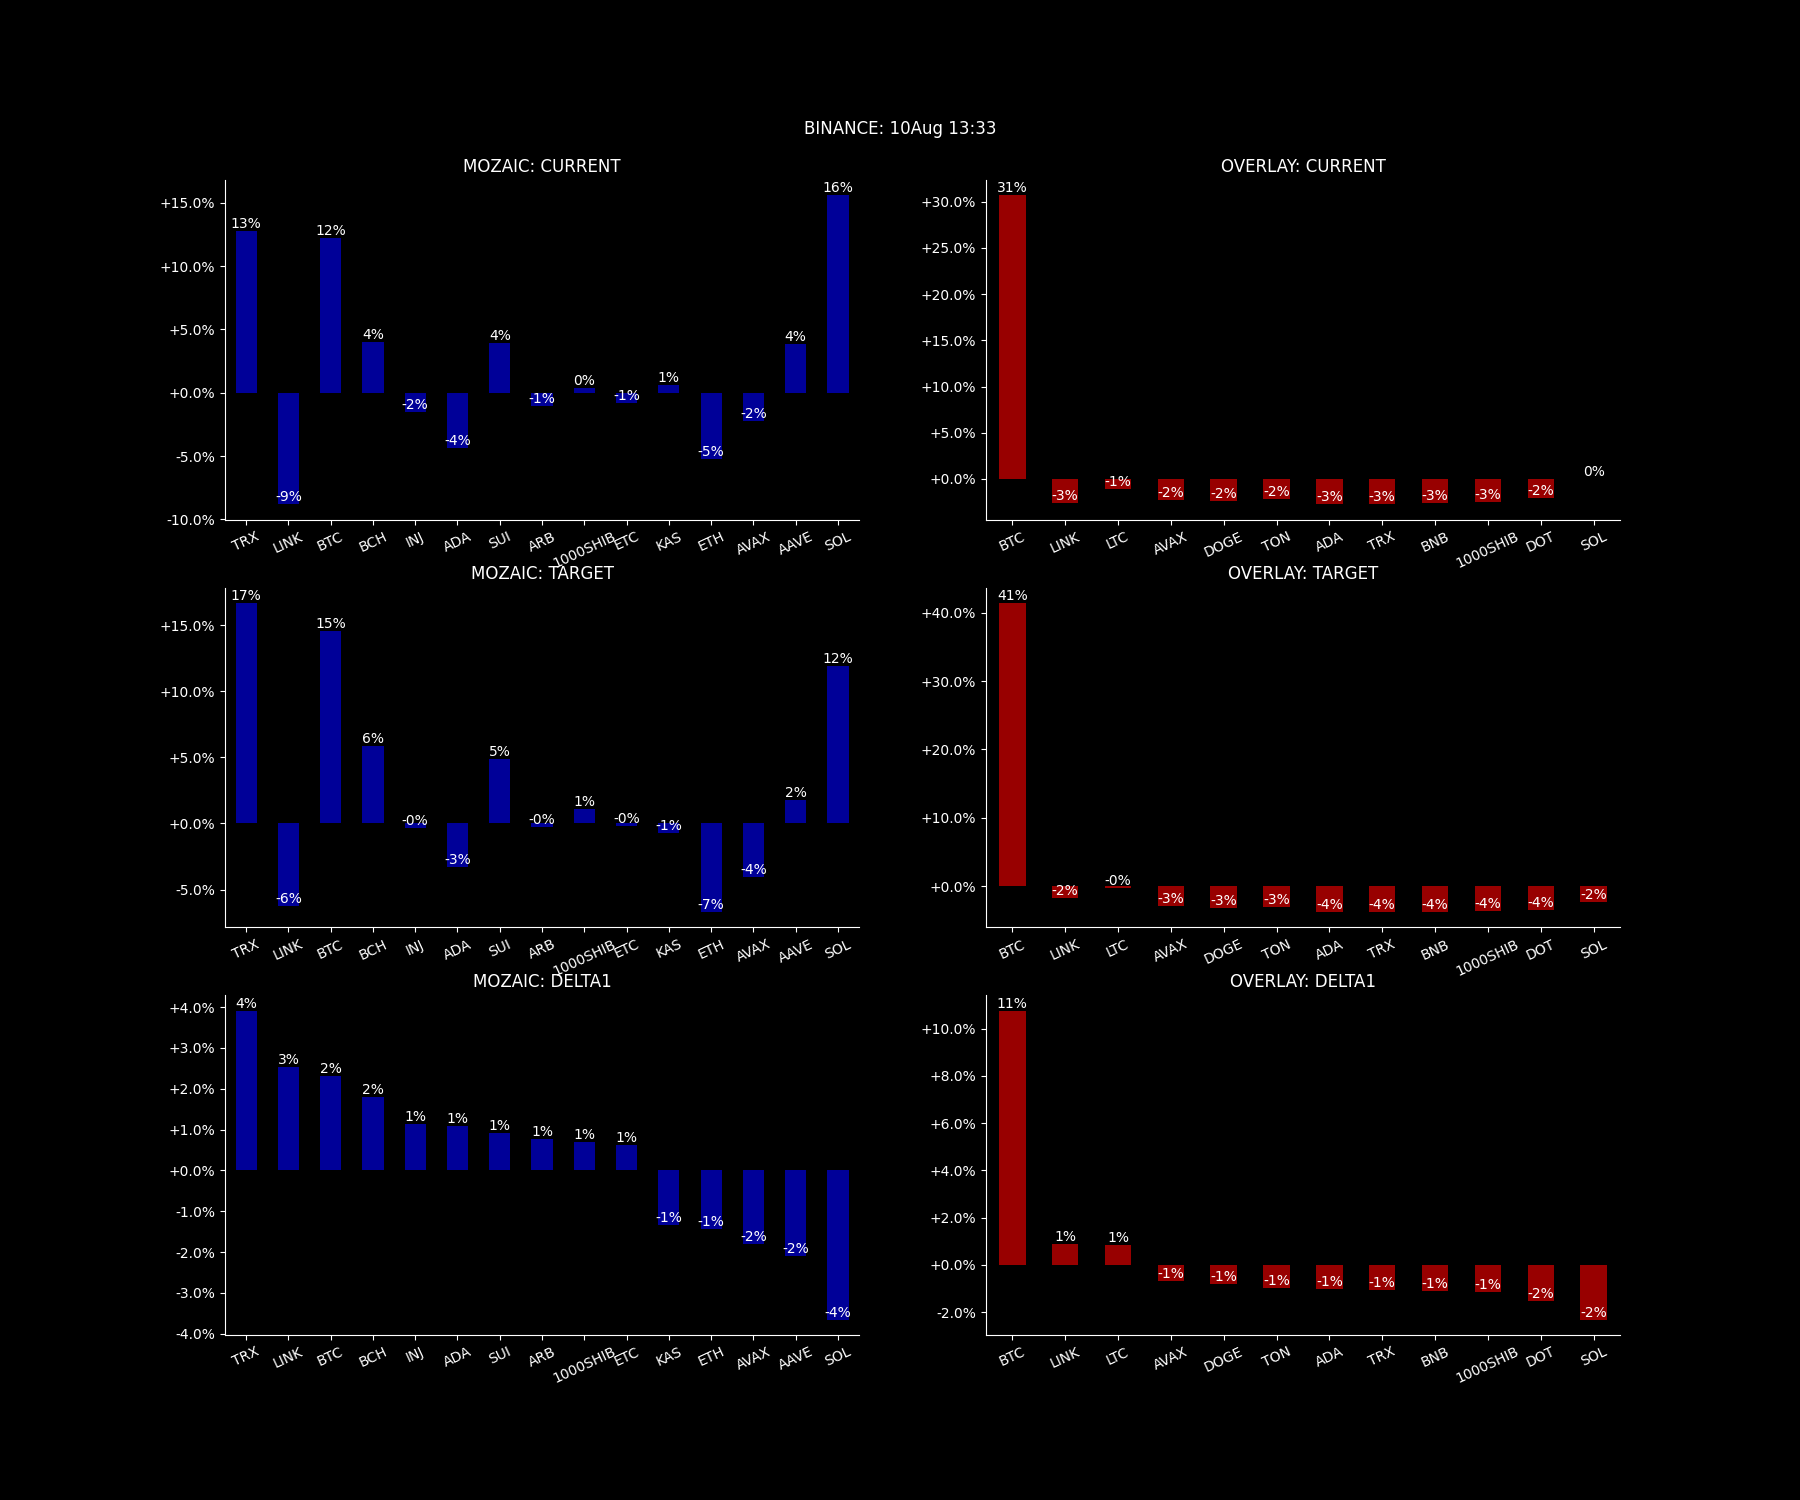 BINANCE: 10Aug 13:33
MOZAIC: CURRENT
+15.0%
+10.0%
+5.0%
+0.0%
-5.0%
-10.0%
13% -9% 12% 4% -2% -4% 4% -1% 0% -1% 1% -5% -2% 4% 16%
TRX LINK BTC BCH INJ ADA SUI ARB 1000SHIB ETC KAS ETH AVAX AAVE SOL
OVERLAY: CURRENT
+30.0%
+25.0%
+20.0%
+15.0%
+10.0%
+5.0%
+0.0%
31% -3% -1% -2% -2% -2% -3% -3% -3% -3% -2% 0%
BTC LINK LTC AVAX DOGE TON ADA TRX BNB 1000SHIB DOT SOL
MOZAIC: TARGET
+15.0%
+10.0%
+5.0%
+0.0%
-5.0%
17% -6% 15% 6% -0% -3% 5% -0% 1% -0% -1% -7% -4% 2% 12%
TRX LINK BTC BCH INJ ADA SUI ARB 1000SHIB ETC KAS ETH AVAX AAVE SOL
OVERLAY: TARGET
+40.0%
+30.0%
+20.0%
+10.0%
+0.0%
41% -2% -0% -3% -3% -3% -4% -4% -4% -4% -4% -2%
BTC LINK LTC AVAX DOGE TON ADA TRX BNB 1000SHIB DOT SOL
MOZAIC: DELTA1
+4.0%
+3.0%
+2.0%
+1.0%
+0.0%
-1.0%
-2.0%
-3.0%
-4.0%
4% 3% 2% 2% 1% 1% 1% 1% 1% 1% -1% -1% -2% -2% -4%
TRX LINK BTC BCH INJ ADA SUI ARB 1000SHIB ETC KAS ETH AVAX AAVE SOL
OVERLAY: DELTA1
+10.0%
+8.0%
+6.0%
+4.0%
+2.0%
+0.0%
-2.0%
11% 1% 1% -1% -1% -1% -1% -1% -1% -1% -2% -2%
BTC LINK LTC AVAX DOGE TON ADA TRX BNB 1000SHIB DOT SOL